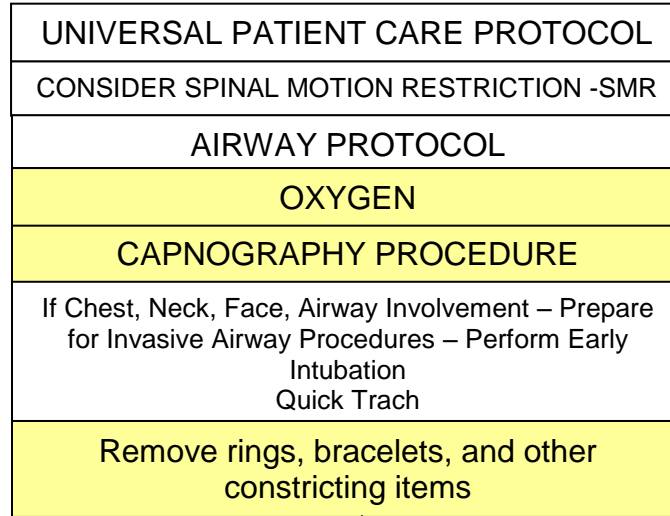 UNIVERSAL PATIENT CARE PROTOCOL
CONSIDER SPINAL MOTION RESTRICTION -SMR
AIRWAY PROTOCOL
OXYGEN
CAPNOGRAPHY PROCEDURE
If Chest, Neck, Face, Airway Involvement – Prepare
for Invasive Airway Procedures – Perform Early
Intubation
Quick Trach
Remove rings, bracelets, and other
constricting items